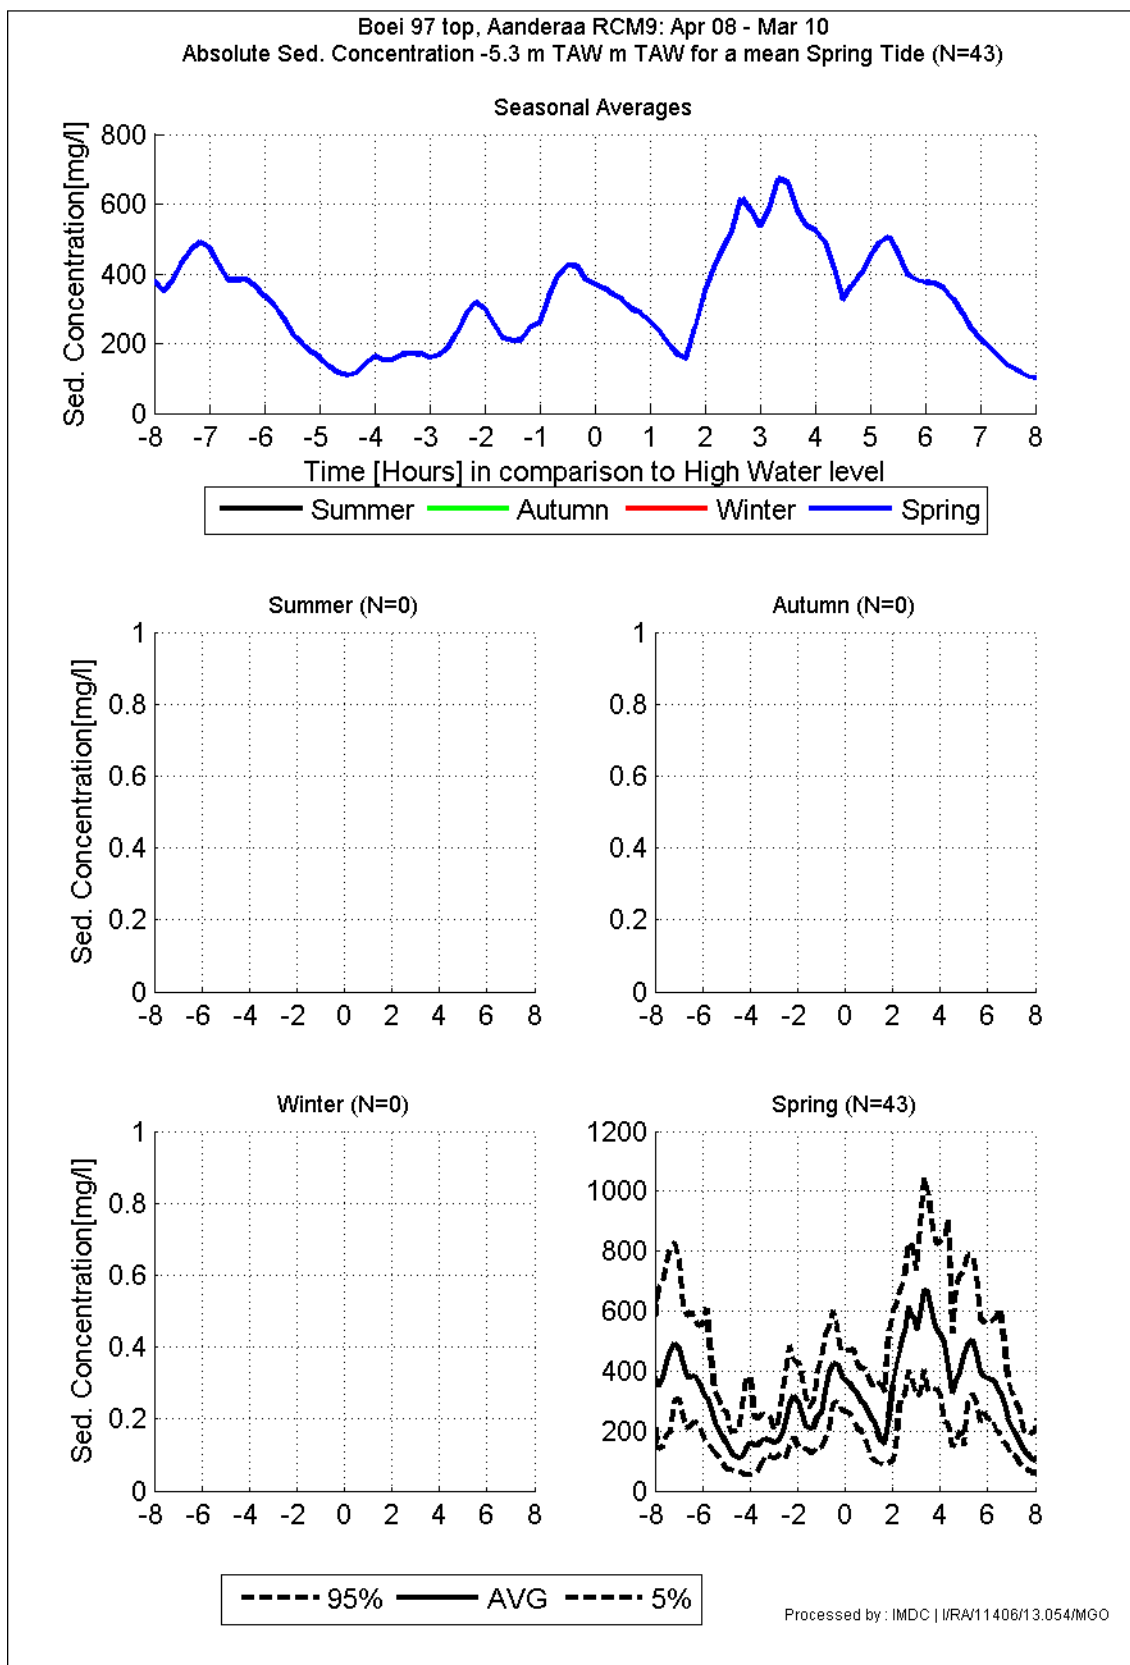 Boei 97 top, Aanderaa RCM9: Apr 08 - Mar 10
Absolute Sed. Concentration -5.3 m TAW m TAW for a mean Spring Tide (N=43)
Seasonal Averages
Sed. Concentration[mg/l]
800
600
400
200
0
-8 -7 -6 -5 -4 -3 -2 -1 0 1 2 3 4 5 6 7 8
Time [Hours] in comparison to High Water level
Summer Autumn Winter Spring
Summer (N=0)
Sed. Concentration[mg/l]
1
0.8
0.6
0.4
0.2
0
-8 -6 -4 -2 0 2 4 6 8
Autumn (N=0)
1
0.8
0.6
0.4
0.2
0
-8 -6 -4 -2 0 2 4 6 8
Winter (N=0)
Sed. Concentration[mg/l]
1
0.8
0.6
0.4
0.2
0
-8 -6 -4 -2 0 2 4 6 8
Spring (N=43)
1200
1000
800
600
400
200
0
-8 -6 -4 -2 0 2 4 6 8
95% AVG 5%
Processed by : IMDC | I/RA/11406/13.054/MGO